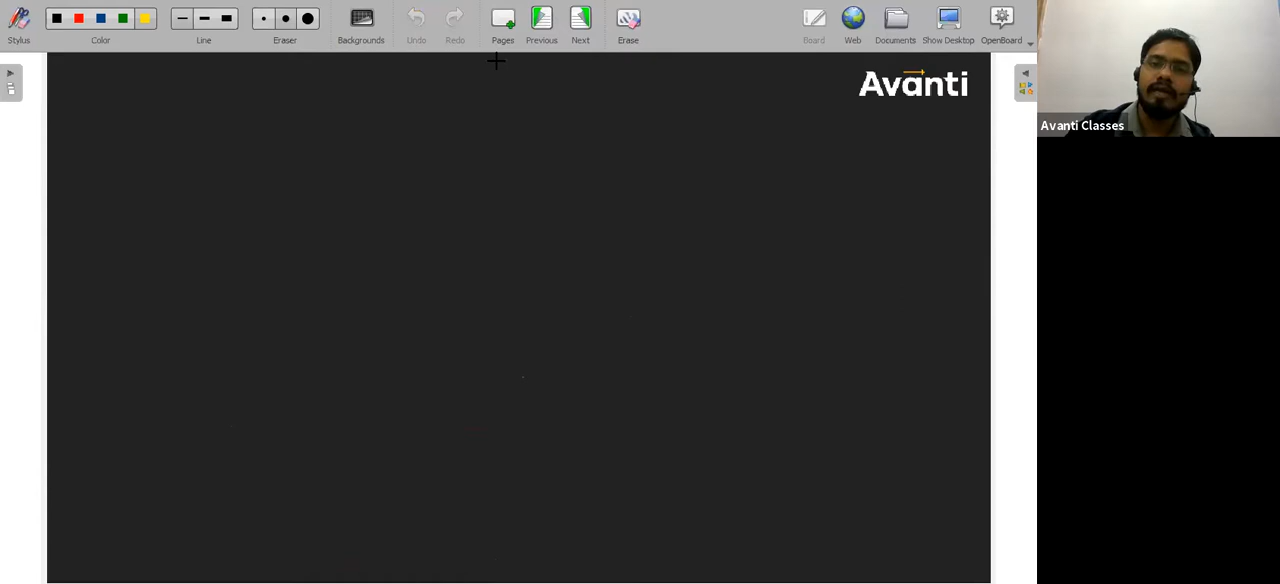 Stylus
Color
Line
Eraser
Backgrounds
Undo
Redo
Pages
Previous
Next
Erase
Board
Web
Documents
Show Desktop
OpenBoard
Avanti
Avanti Classes